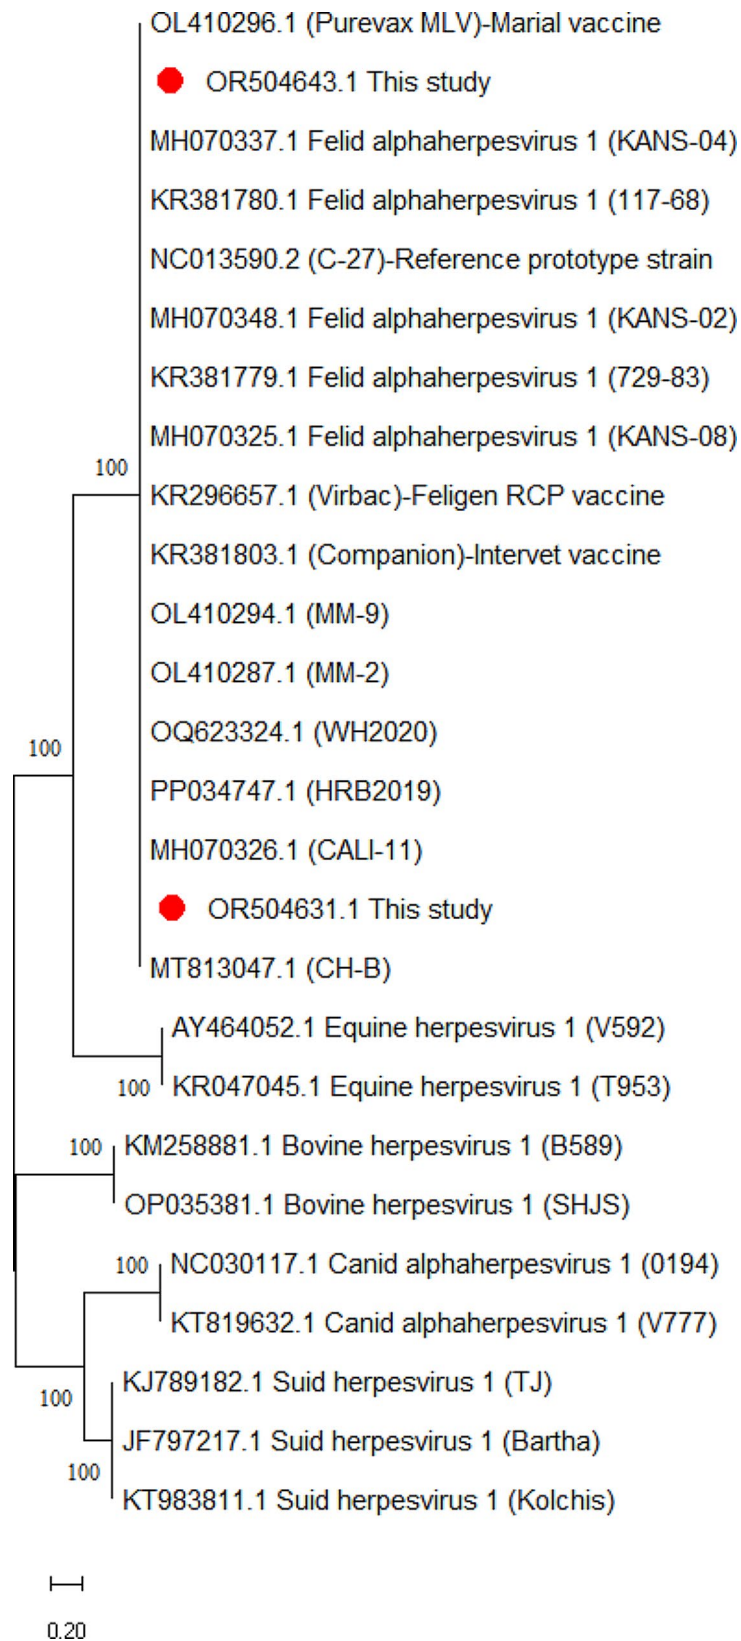 OL410296.1 (Purevax MLV)-Marial vaccine
OR504643.1 This study
MH070337.1 Felid alphaherpesvirus 1 (KANS-04)
KR381780.1 Felid alphaherpesvirus 1 (117-68)
NC013590.2 (C-27)-Reference prototype strain
MH070348.1 Felid alphaherpesvirus 1 (KANS-02)
KR381779.1 Felid alphaherpesvirus 1 (729-83)
MH070325.1 Felid alphaherpesvirus 1 (KANS-08)
100
KR296657.1 (Virbac)-Feligen RCP vaccine
KR381803.1 (Companion)-Intervet vaccine
OL410294.1 (MM-9)
OL410287.1 (MM-2)
OQ623324.1 (WH2020)
100
PP034747.1 (HRB2019)
MH070326.1 (CALI-11)
OR504631.1 This study
MT813047.1 (CH-B)
AY464052.1 Equine herpesvirus 1 (V592)
100 KR047045.1 Equine herpesvirus 1 (T953)
100 KM258881.1 Bovine herpesvirus 1 (B589)
OP035381.1 Bovine herpesvirus 1 (SHJS)
100 NC030117.1 Canid alphaherpesvirus 1 (0194)
KT819632.1 Canid alphaherpesvirus 1 (V777)
KJ789182.1 Suid herpesvirus 1 (TJ)
100
JF797217.1 Suid herpesvirus 1 (Bartha)
100
KT983811.1 Suid herpesvirus 1 (Kolchis)
0.20